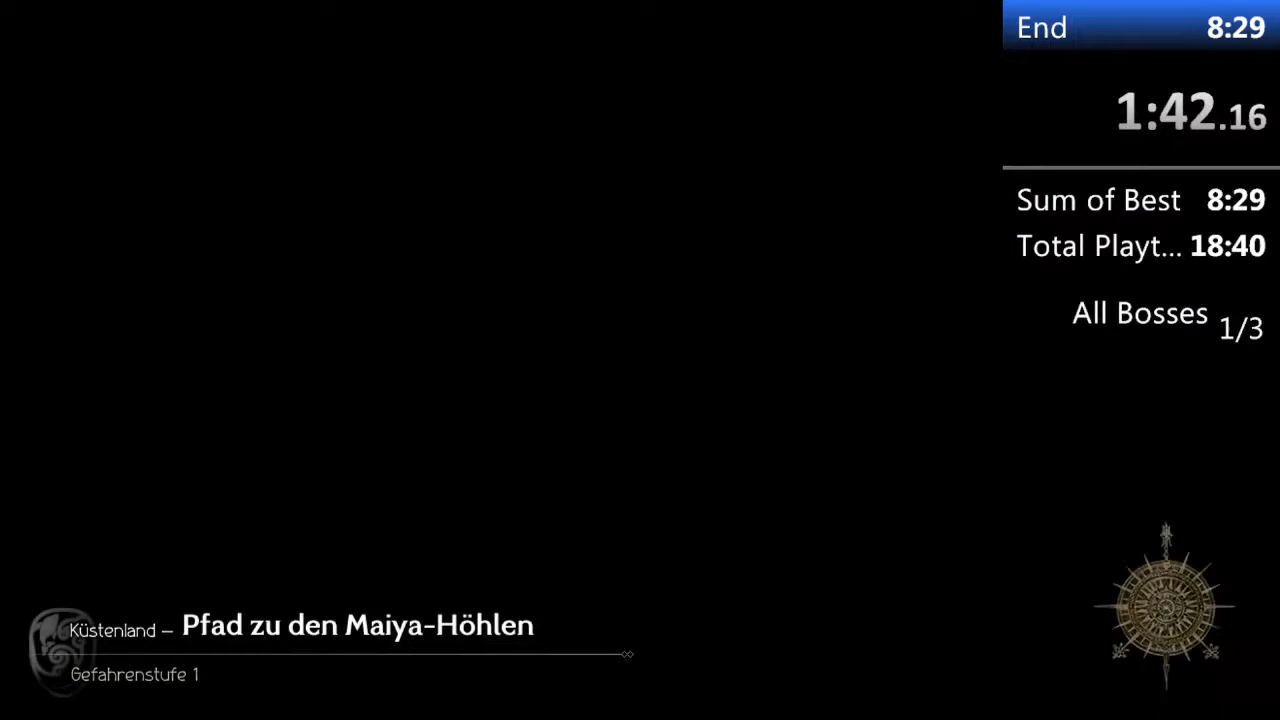 End 8:29
1:42.16
Sum of Best 8:29
Total Playt... 18:40
All Bosses 1/3
Küstenland – Pfad zu den Maiya-Höhlen
Gefahrenstufe 1